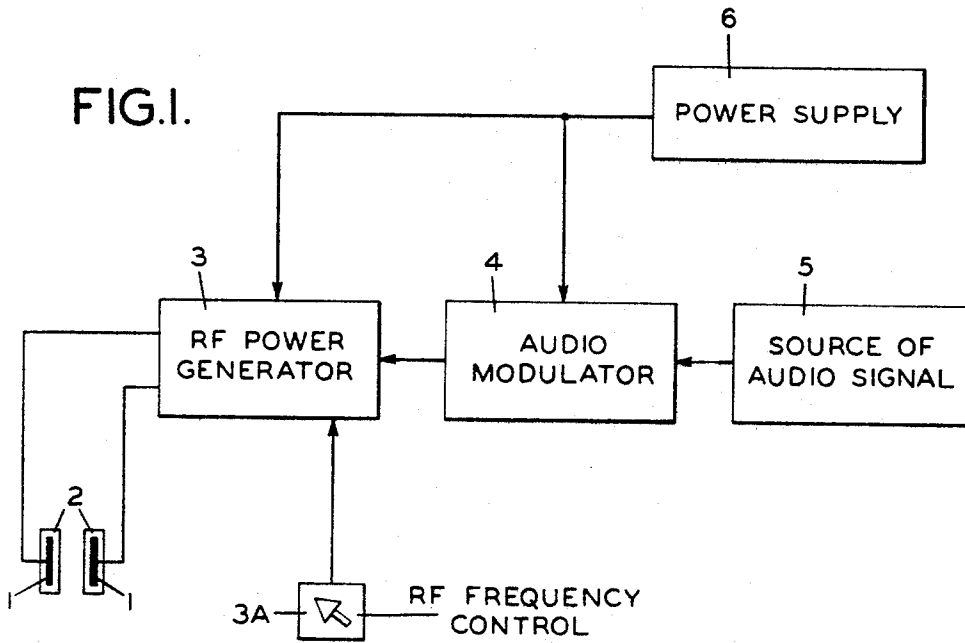 FIG.1.
6
POWER SUPPLY
3
RF POWER
GENERATOR
4
AUDIO
MODULATOR
5
SOURCE OF
AUDIO SIGNAL
2
1
1
3A
RF FREQUENCY
CONTROL